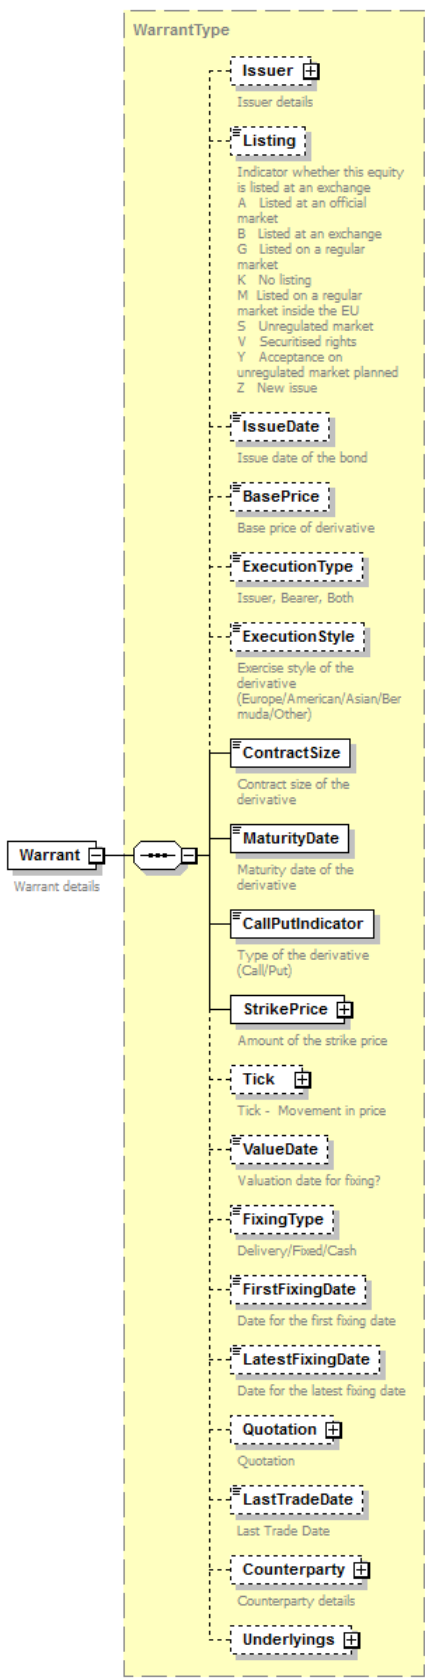 WarrantType
Issuer
Issuer details
Listing
Indicator whether this equity
is listed at an exchange
A Listed at an official
market
B Listed at an exchange
G Listed on a regular
market
K No listing
M Listed on a regular
market inside the EU
S Unregulated market
V Securitised rights
Y Acceptance on
unregulated market planned
Z New issue
IssueDate
Issue date of the bond
BasePrice
Base price of derivative
ExecutionType
Issuer, Bearer, Both
ExecutionStyle
Exercise style of the
derivative
(Europe/American/Asian/Ber
muda/Other)
ContractSize
Contract size of the
derivative
MaturityDate
Maturity date of the
derivative
Warrant
Warrant details
CallPutIndicator
Type of the derivative
(Call/Put)
StrikePrice
Amount of the strike price
Tick
Tick - Movement in price
ValueDate
Valuation date for fixing?
FixingType
Delivery/Fixed/Cash
FirstFixingDate
Date for the first fixing date
LatestFixingDate
Date for the latest fixing date
Quotation
Quotation
LastTradeDate
Last Trade Date
Counterparty
Counterparty details
Underlyings